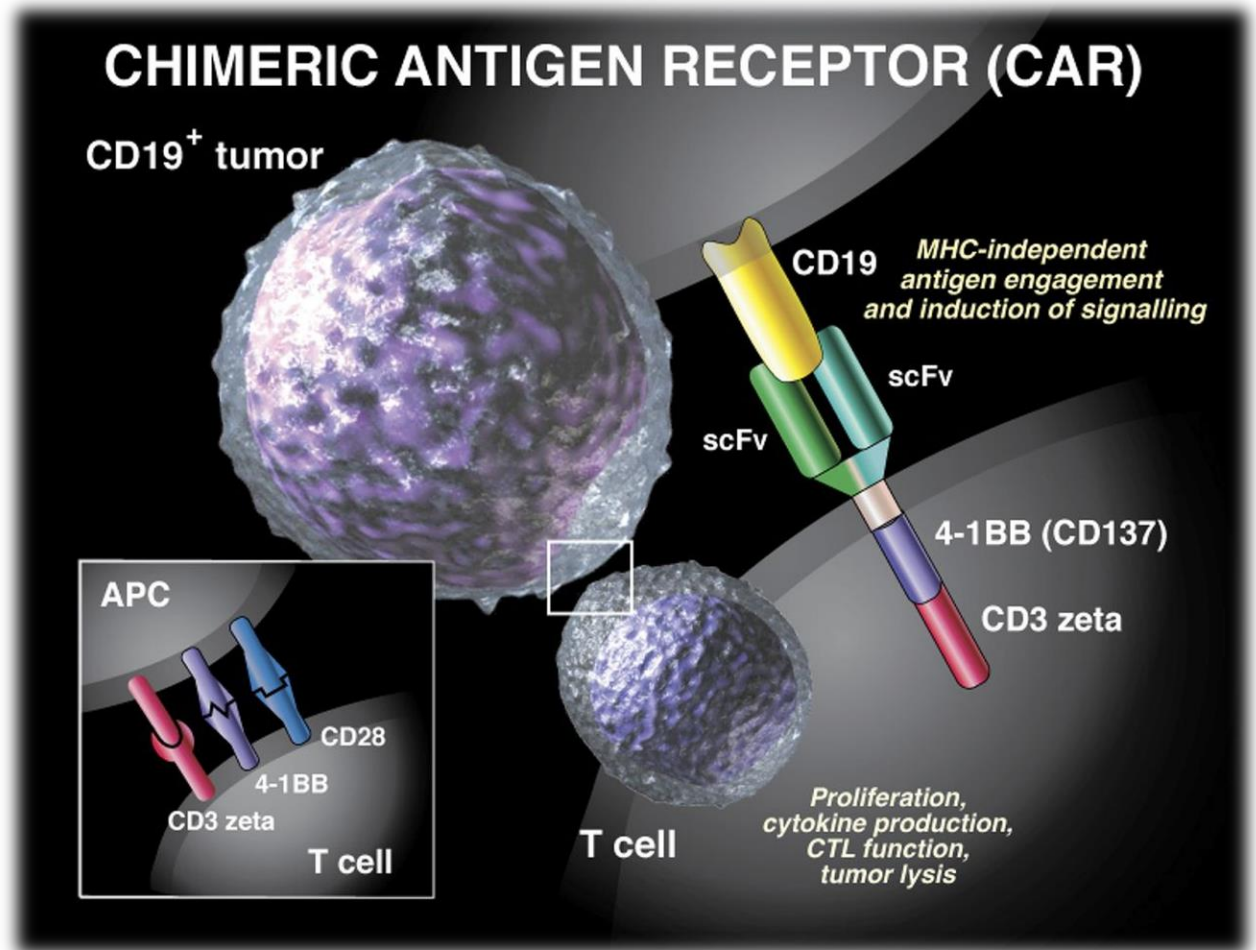 CHIMERIC ANTIGEN RECEPTOR (CAR)
CD19⁺ tumor
CD19
MHC-independent
antigen engagement
and induction of signalling
scFv
scFv
4-1BB (CD137)
CD3 zeta
APC
CD28
4-1BB
CD3 zeta
T cell
T cell
Proliferation,
cytokine production,
CTL function,
tumor lysis